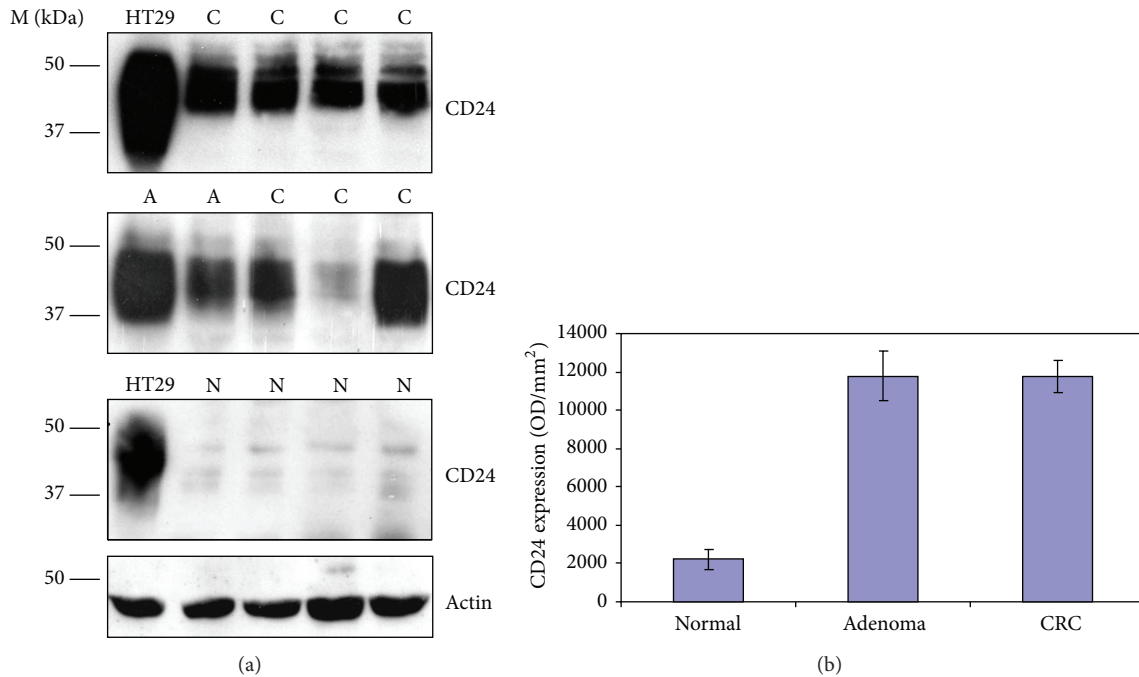 M (kDa) HT29 C C C C
50
37
CD24
A A C C C
50
37
CD24
HT29 N N N N
50
37
CD24
50
Actin
(a)
CD24 expression (OD/mm²)
14000
12000
10000
8000
6000
4000
2000
0
Normal Adenoma CRC
(b)